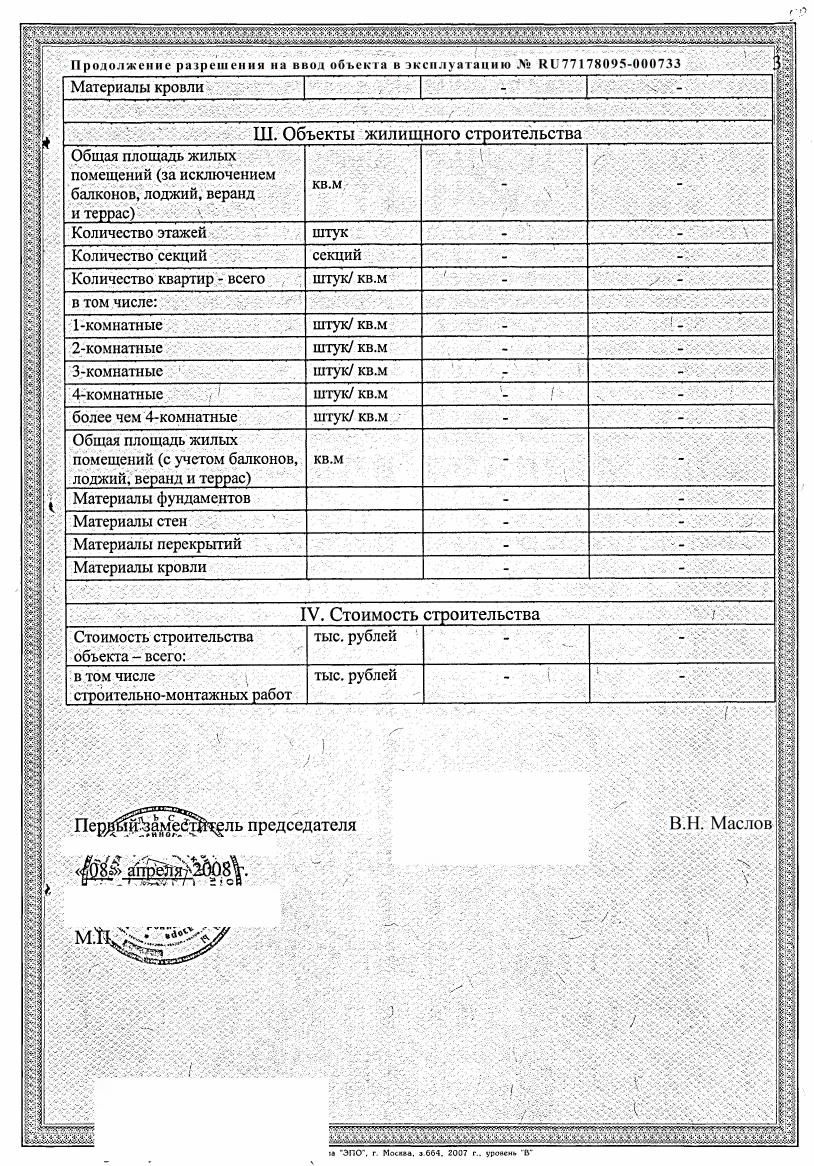 Продолжение разрешения на ввод объекта в эксплуатацию № RU77178095-000733
3
Материалы кровли - -
III. Объекты жилищного строительства
Общая площадь жилых
помещений (за исключением
балконов, лоджий, веранд
и террас) кв.м - -
Количество этажей штук - -
Количество секций секций - -
Количество квартир - всего штук/ кв.м - -
в том числе: - -
1-комнатные штук/ кв.м - -
2-комнатные штук/ кв.м - -
3-комнатные штук/ кв.м - -
4-комнатные штук/ кв.м - -
более чем 4-комнатные штук/ кв.м - -
Общая площадь жилых
помещений (с учетом балконов,
лоджий, веранд и террас) кв.м - -
Материалы фундаментов - -
Материалы стен - -
Материалы перекрытий - -
Материалы кровли - -
IV. Стоимость строительства
Стоимость строительства
объекта – всего: тыс. рублей - -
в том числе
строительно-монтажных работ тыс. рублей - -
Первый заместитель председателя В.Н. Маслов
«08» апреля 2008 г.
М.П.
"ЭПО", г. Москва, з.664, 2007 г., уровень "В"